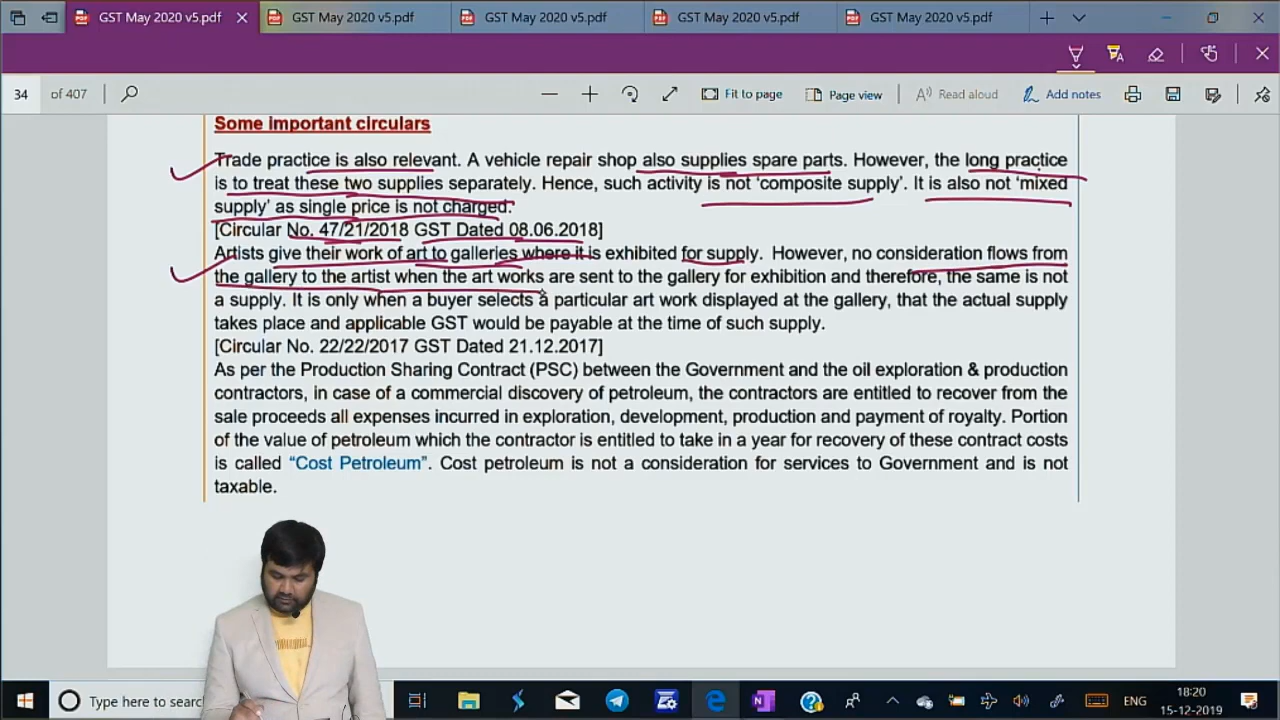 GST May 2020 v5.pdf
GST May 2020 v5.pdf
GST May 2020 v5.pdf
GST May 2020 v5.pdf
GST May 2020 v5.pdf
34 of 407
Fit to page
Page view
Read aloud
Add notes
Some important circulars
Trade practice is also relevant. A vehicle repair shop also supplies spare parts. However, the long practice
is to treat these two supplies separately. Hence, such activity is not ‘composite supply’. It is also not ‘mixed
supply’ as single price is not charged.
[Circular No. 47/21/2018 GST Dated 08.06.2018]
Artists give their work of art to galleries where it is exhibited for supply. However, no consideration flows from
the gallery to the artist when the art works are sent to the gallery for exhibition and therefore, the same is not
a supply. It is only when a buyer selects a particular art work displayed at the gallery, that the actual supply
takes place and applicable GST would be payable at the time of such supply.
[Circular No. 22/22/2017 GST Dated 21.12.2017]
As per the Production Sharing Contract (PSC) between the Government and the oil exploration & production
contractors, in case of a commercial discovery of petroleum, the contractors are entitled to recover from the
sale proceeds all expenses incurred in exploration, development, production and payment of royalty. Portion
of the value of petroleum which the contractor is entitled to take in a year for recovery of these contract costs
is called “Cost Petroleum”. Cost petroleum is not a consideration for services to Government and is not
taxable.
Type here to searc
ENG
18:20
15-12-2019